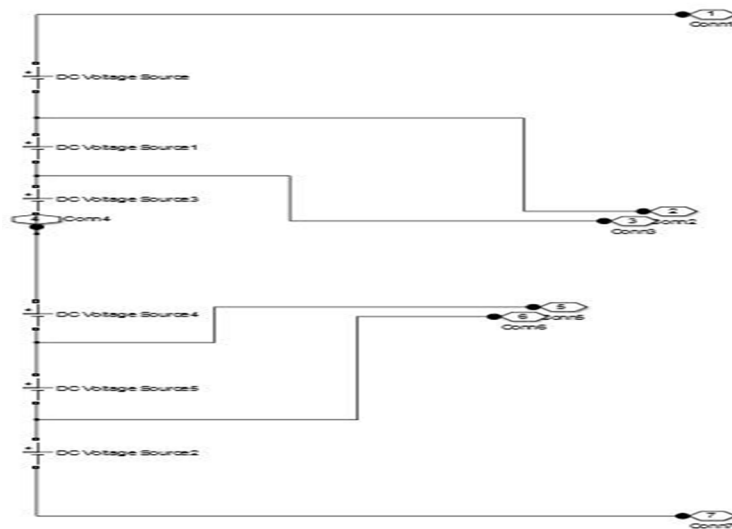 1
Conn1
DC Voltage Source
DC Voltage Source1
DC Voltage Source3
2
4
Conn4
3
Conn2
Conn3
5
DC Voltage Source4
6
Conn5
Conn6
DC Voltage Source5
DC Voltage Source2
7
Conn7